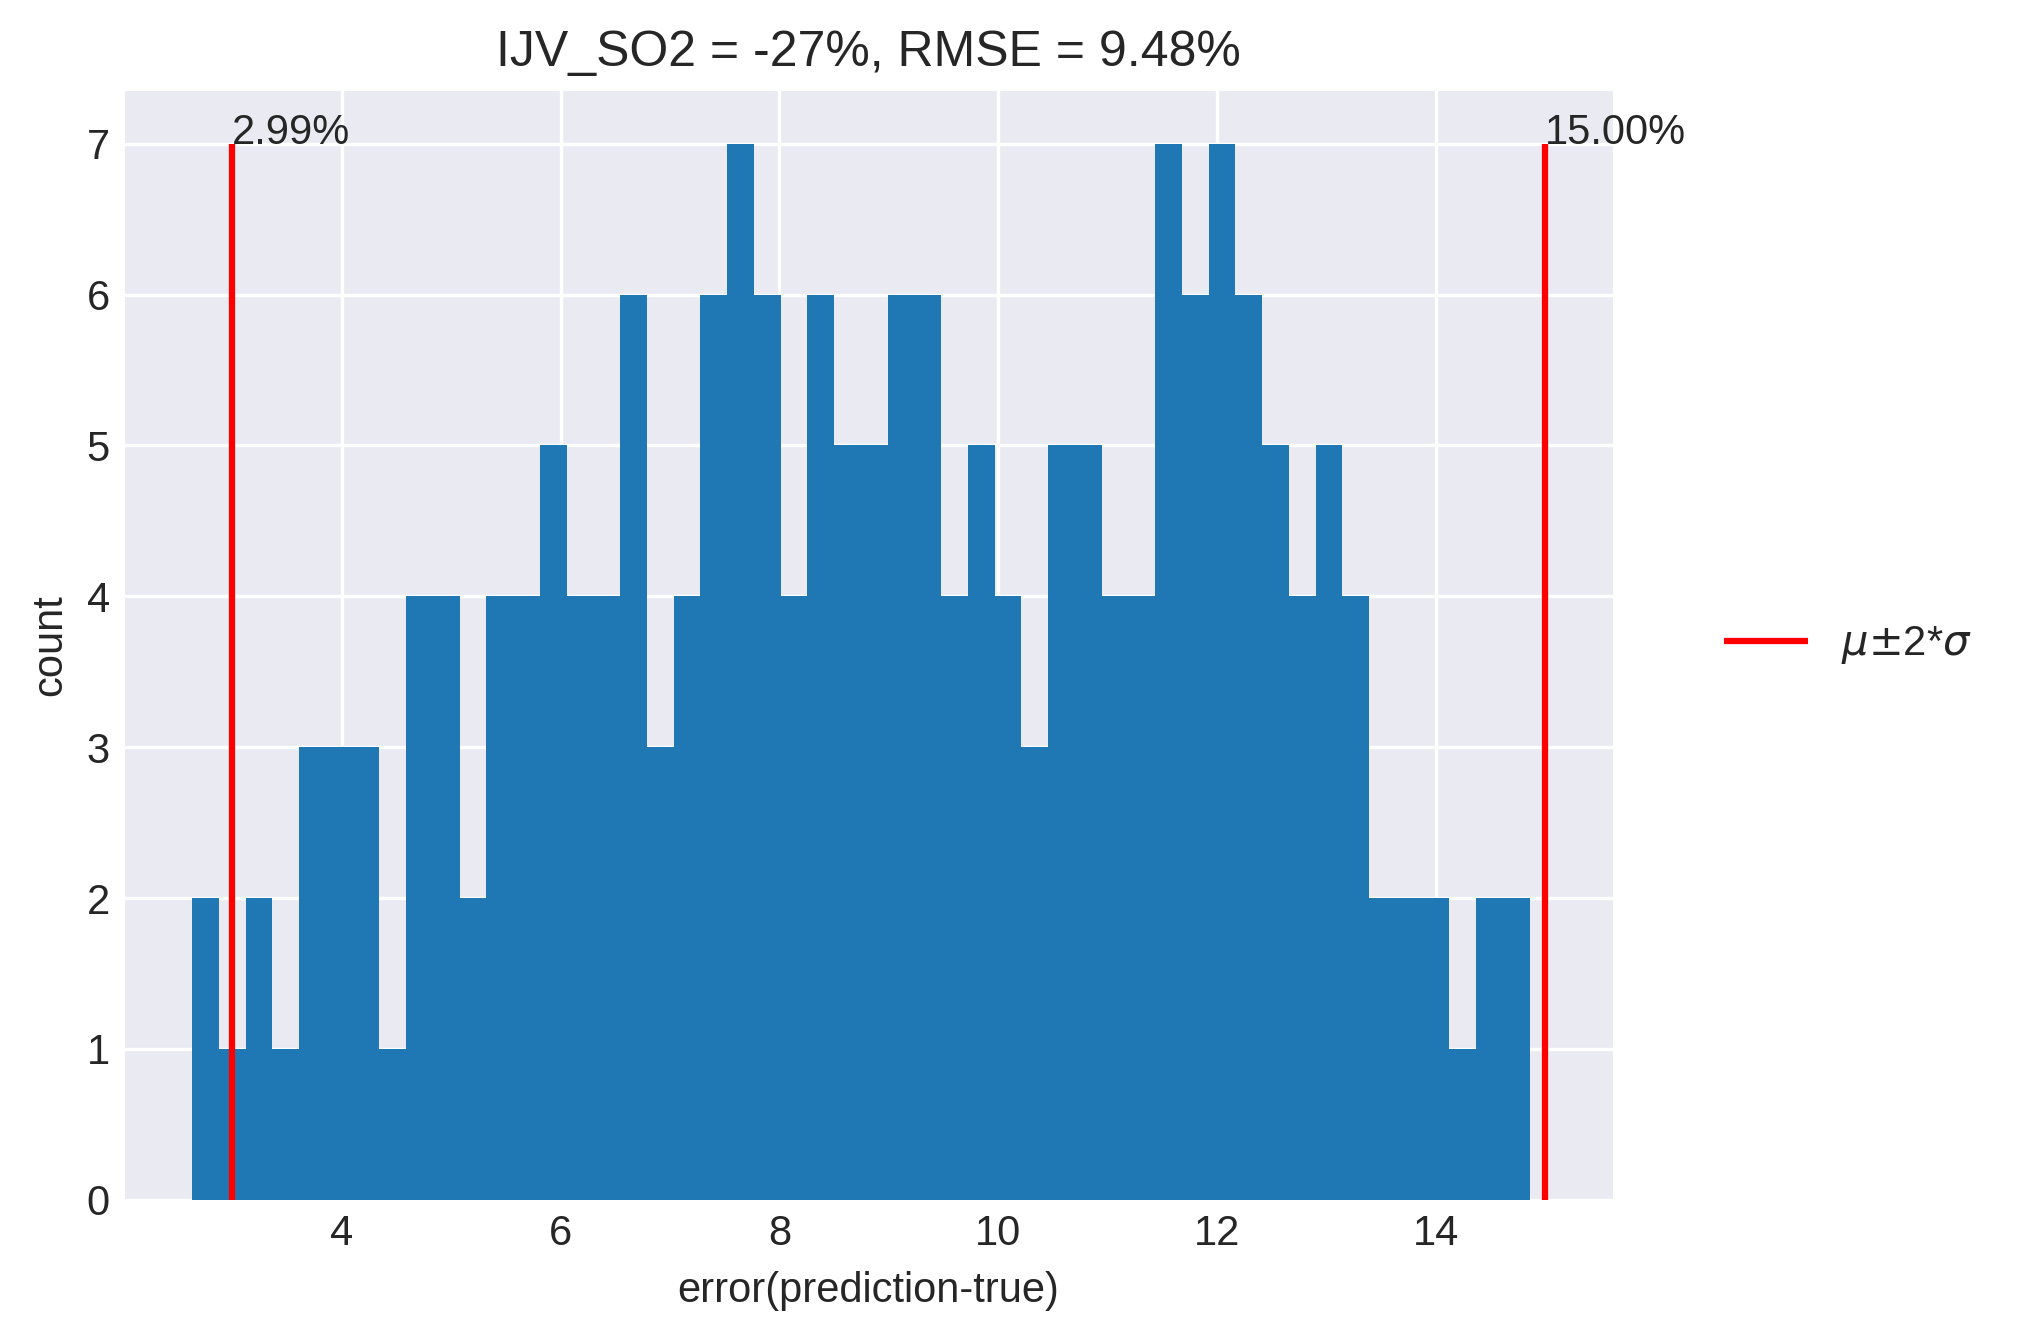 IJV_SO2 = -27%, RMSE = 9.48%
2.99%
15.00%
7
6
5
4
3
2
1
0
count
4 6 8 10 12 14
error(prediction-true)
μ±2*σ